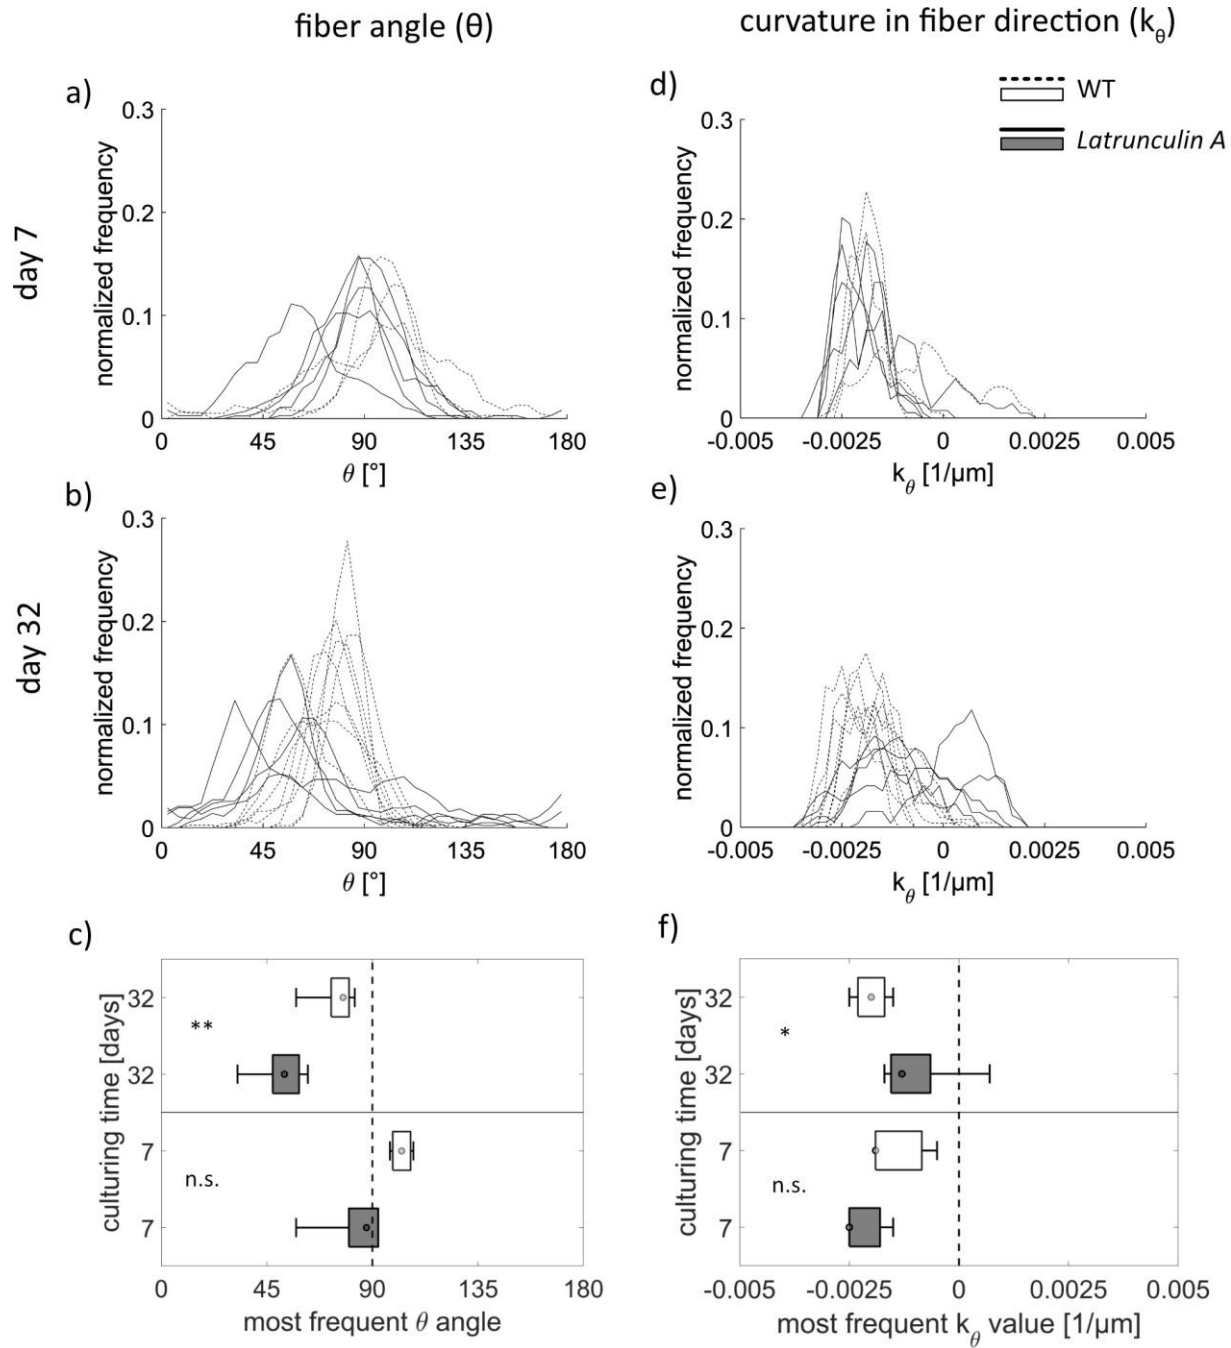 fiber angle (θ)
curvature in fiber direction (kθ)
WT
Latrunculin A
day 7
a)
normalized frequency
0.3
0.2
0.1
0
0 45 90 135 180
θ [°]
d)
normalized frequency
0.3
0.2
0.1
0
-0.005 -0.0025 0 0.0025 0.005
kθ [1/µm]
day 32
b)
normalized frequency
0.3
0.2
0.1
0
0 45 90 135 180
θ [°]
e)
normalized frequency
0.3
0.2
0.1
0
-0.005 -0.0025 0 0.0025 0.005
kθ [1/µm]
c)
culturing time [days]
32
**
32
7
n.s.
7
0 45 90 135 180
most frequent θ angle
f)
culturing time [days]
32
*
32
7
n.s.
7
-0.005 -0.0025 0 0.0025 0.005
most frequent kθ value [1/µm]